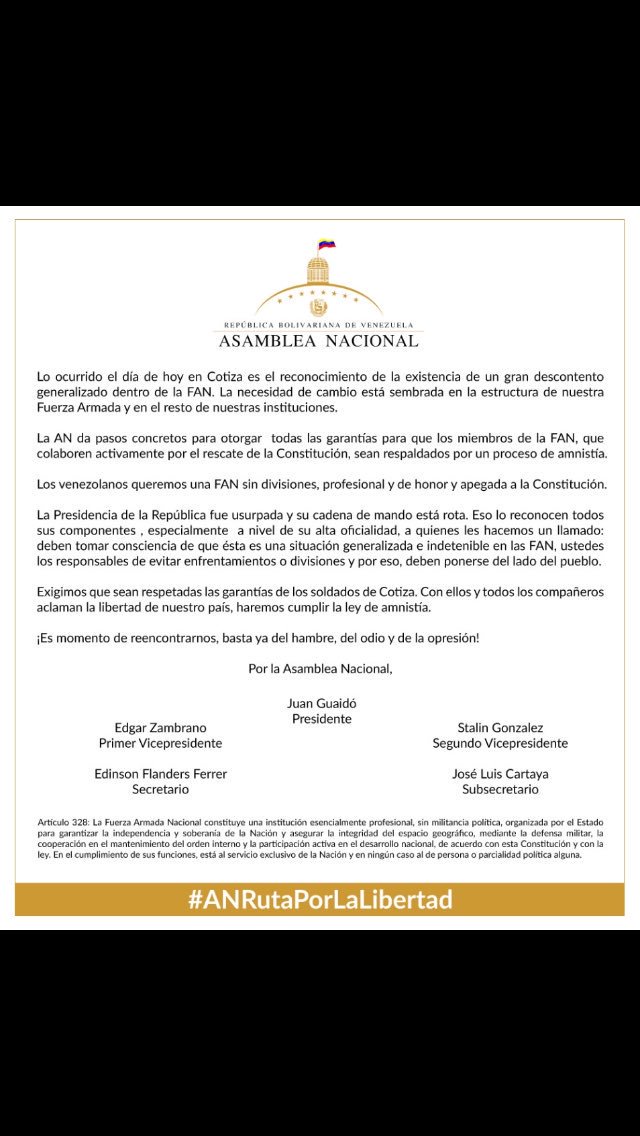 REPÚBLICA BOLIVARIANA DE VENEZUELA
ASAMBLEA NACIONAL
Lo ocurrido el día de hoy en Cotiza es el reconocimiento de la existencia de un gran descontento
generalizado dentro de la FAN. La necesidad de cambio está sembrada en la estructura de nuestra
Fuerza Armada y en el resto de nuestras instituciones.
La AN da pasos concretos para otorgar todas las garantías para que los miembros de la FAN, que
colaboren activamente por el rescate de la Constitución, sean respaldados por un proceso de amnistía.
Los venezolanos queremos una FAN sin divisiones, profesional y de honor y apegada a la Constitución.
La Presidencia de la República fue usurpada y su cadena de mando está rota. Eso lo reconocen todos
sus componentes , especialmente a nivel de su alta oficialidad, a quienes les hacemos un llamado:
deben tomar consciencia de que ésta es una situación generalizada e indetenible en las FAN, ustedes
los responsables de evitar enfrentamientos o divisiones y por eso, deben ponerse del lado del pueblo.
Exigimos que sean respetadas las garantías de los soldados de Cotiza. Con ellos y todos los compañeros
aclaman la libertad de nuestro país, haremos cumplir la ley de amnistía.
¡Es momento de reencontrarnos, basta ya del hambre, del odio y de la opresión!
Por la Asamblea Nacional,
Juan Guaidó
Presidente
Edgar Zambrano
Primer Vicepresidente
Stalin Gonzalez
Segundo Vicepresidente
Edinson Flanders Ferrer
Secretario
José Luis Cartaya
Subsecretario
Artículo 328: La Fuerza Armada Nacional constituye una institución esencialmente profesional, sin militancia política, organizada por el Estado
para garantizar la independencia y soberanía de la Nación y asegurar la integridad del espacio geográfico, mediante la defensa militar, la
cooperación en el mantenimiento del orden interno y la participación activa en el desarrollo nacional, de acuerdo con esta Constitución y con la
ley. En el cumplimiento de sus funciones, está al servicio exclusivo de la Nación y en ningún caso al de persona o parcialidad política alguna.
#ANRutaPorLaLibertad